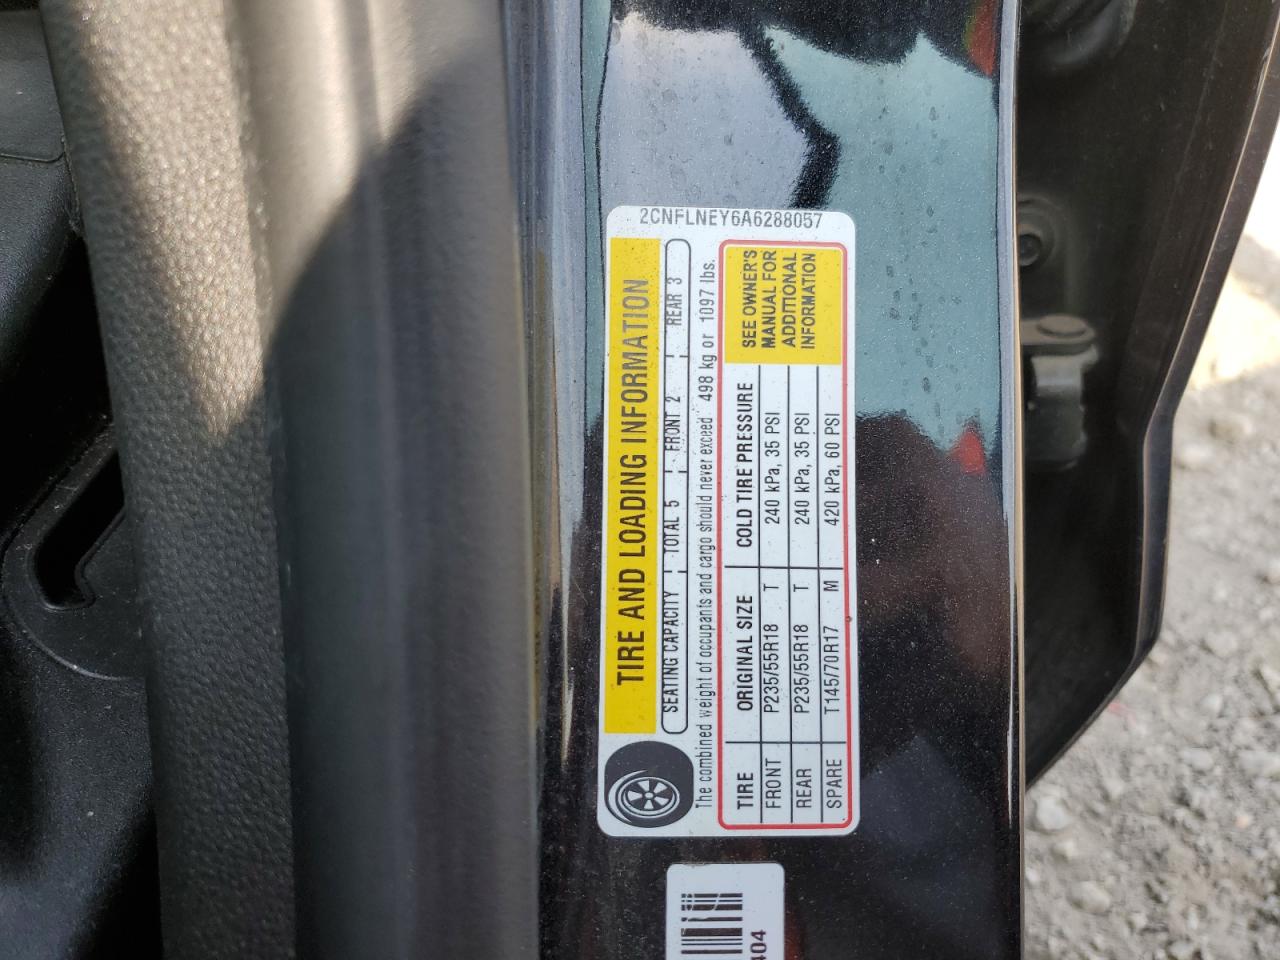 2CNFLNEY6A6288057
TIRE AND LOADING INFORMATION
SEATING CAPACITY TOTAL 5 FRONT 2 REAR 3
The combined weight of occupants and cargo should never exceed 498 kg or 1097 lbs.
TIRE ORIGINAL SIZE COLD TIRE PRESSURE
FRONT P235/55R18 T 240 kPa, 35 PSI
REAR P235/55R18 T 240 kPa, 35 PSI
SPARE T145/70R17 M 420 kPa, 60 PSI
SEE OWNER'S
MANUAL FOR
ADDITIONAL
INFORMATION
404